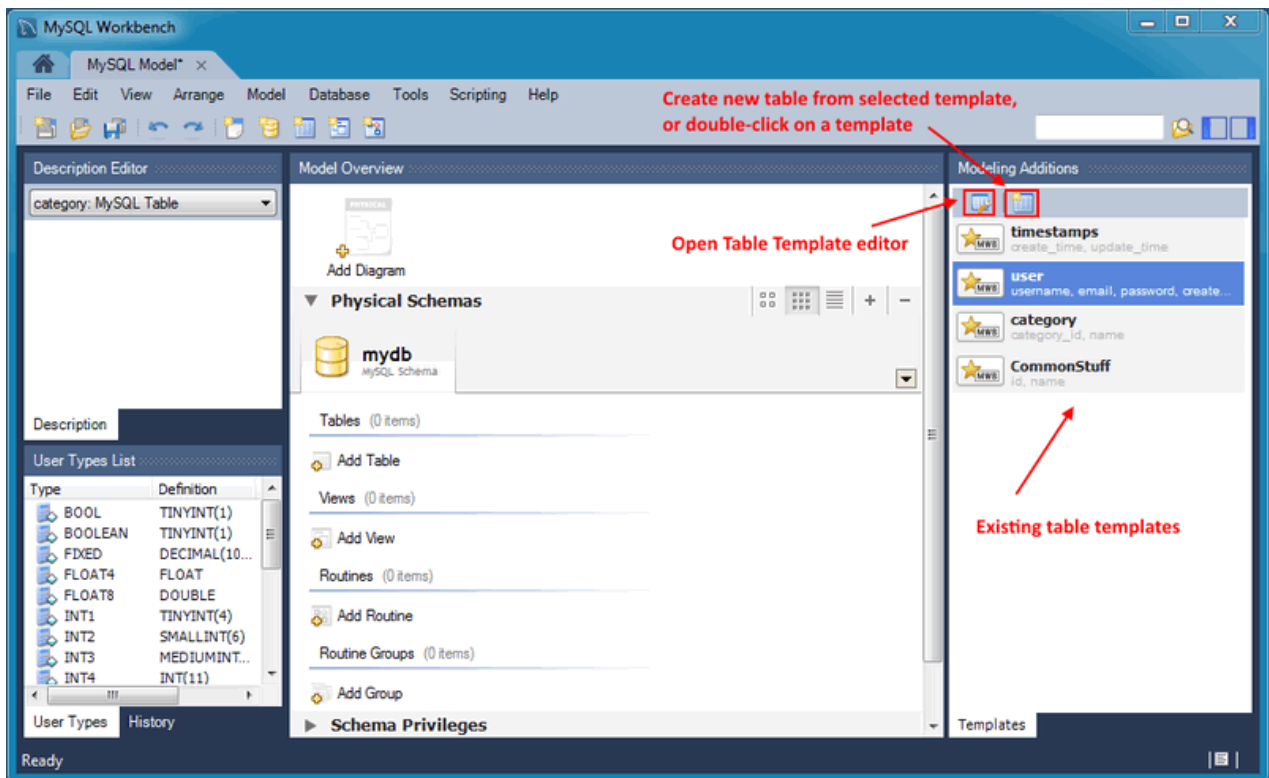 MySQL Workbench
MySQL Model* ×
File Edit View Arrange Model Database Tools Scripting Help
Create new table from selected template,
or double-click on a template
Description Editor
category: MySQL Table
Description
User Types List
Type Definition
BOOL TINYINT(1)
BOOLEAN TINYINT(1)
FIXED DECIMAL(10...
FLOAT4 FLOAT
FLOAT8 DOUBLE
INT1 TINYINT(4)
INT2 SMALLINT(6)
INT3 MEDIUMINT...
INT4 INT(11)
User Types History
Model Overview
PHYSICAL
Add Diagram
Open Table Template editor
Physical Schemas
mydb
MySQL Schema
Tables (0 items)
Add Table
Views (0 items)
Add View
Routines (0 items)
Add Routine
Routine Groups (0 items)
Add Group
Schema Privileges
Modeling Additions
MWB timestamps
create_time, update_time
MWB user
username, email, password, create...
MWB category
category_id, name
MWB CommonStuff
id, name
Existing table templates
Templates
Ready